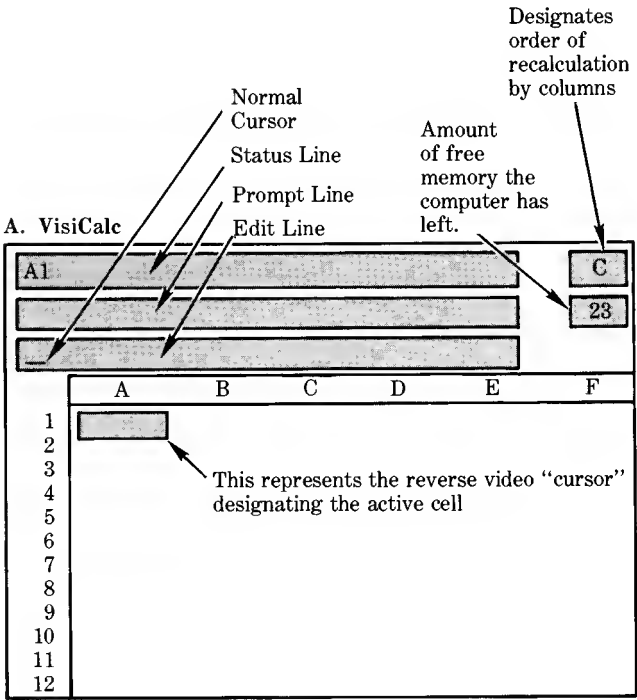 Designates
order of
recalculation
by columns
Normal
Cursor
Status Line
Prompt Line
Edit Line
Amount
of free
memory the
computer has
left.
A. VisiCalc
A1
C
23
A B C D E F
1
2
3
4
5
6
7
8
9
10
11
12
This represents the reverse video “cursor”
designating the active cell